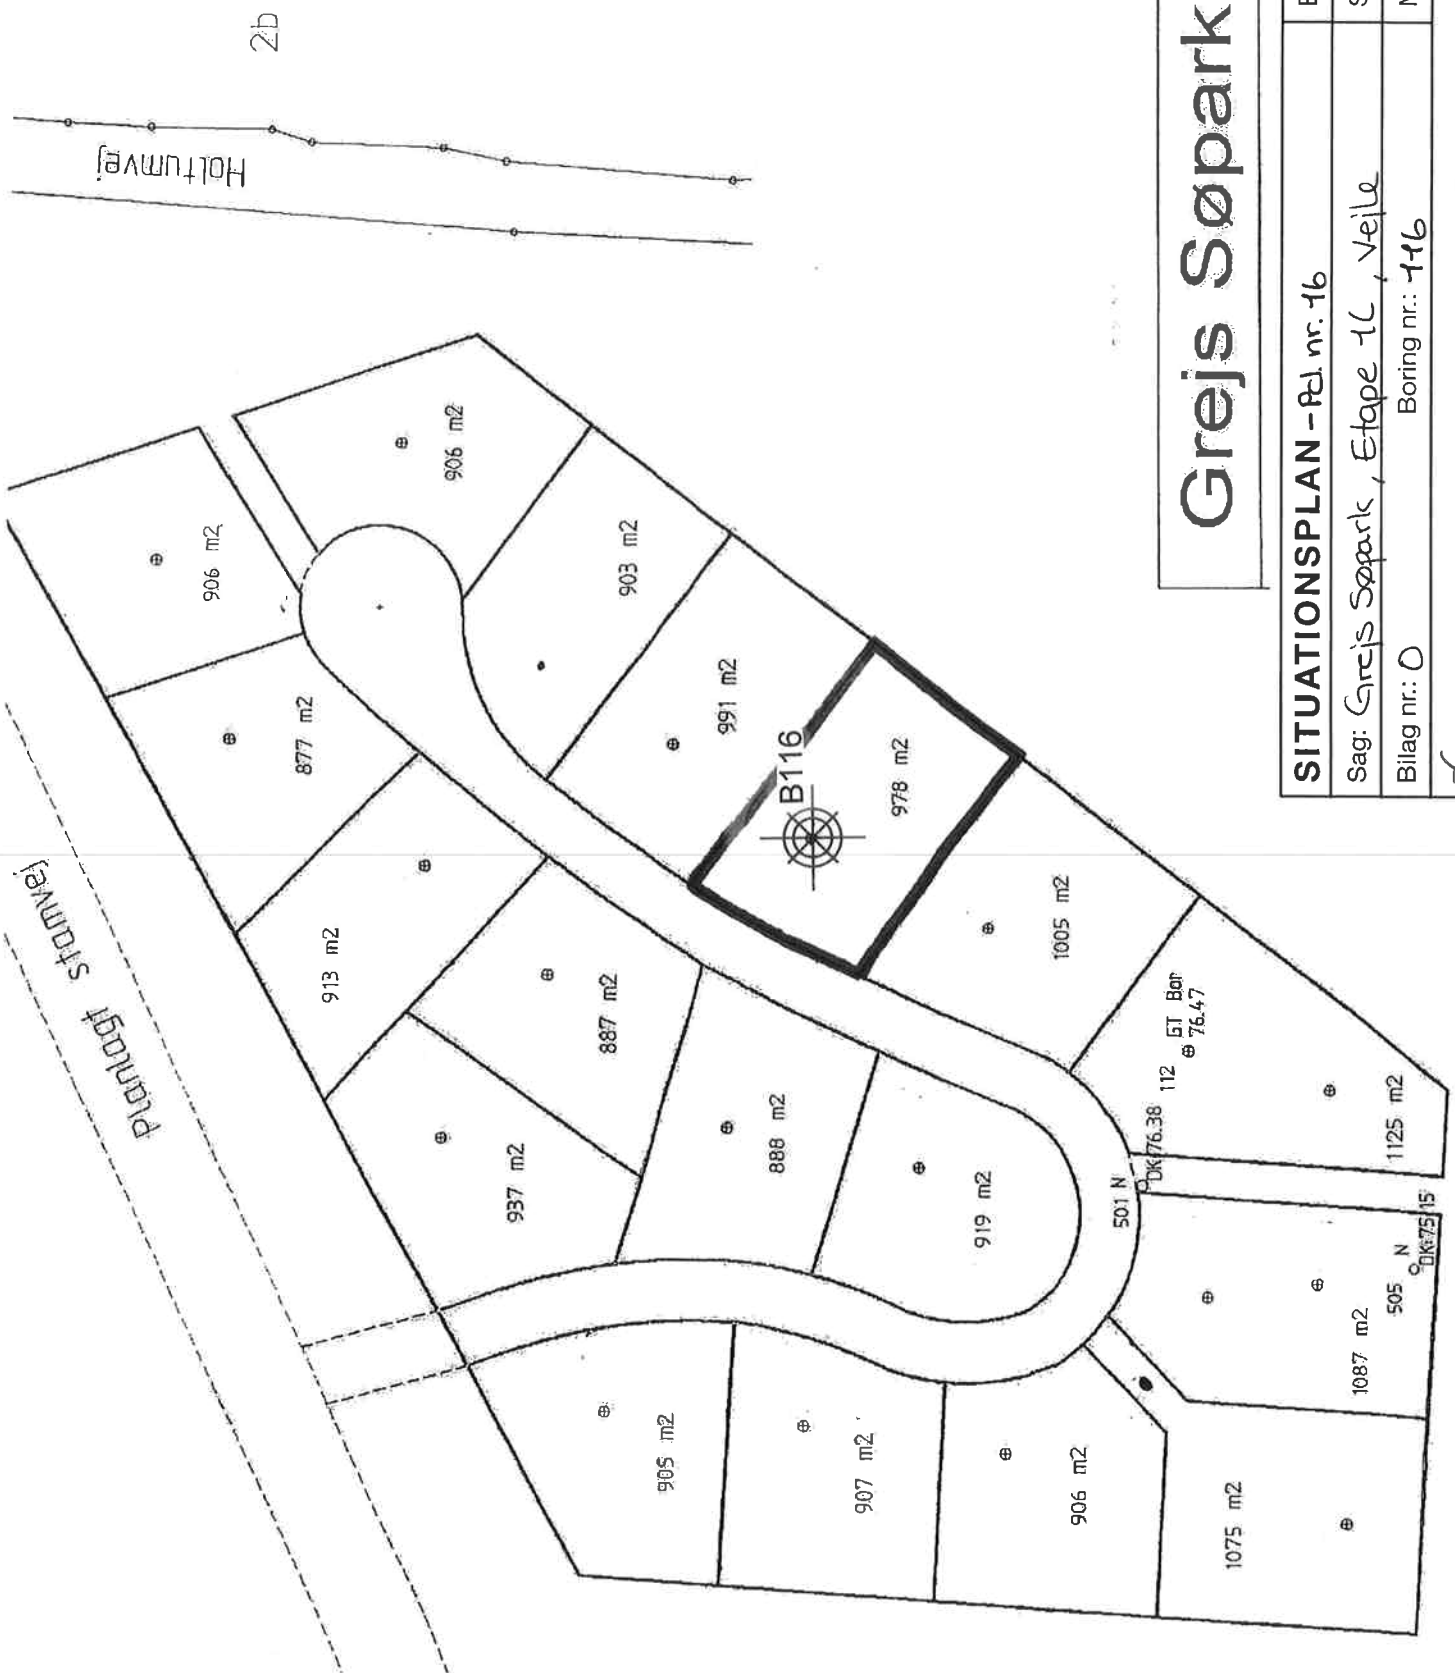 2b
Holtumvej
Planlagt stamvej
906 m2
906 m2
877 m2
903 m2
913 m2
991 m2
B116
978 m2
887 m2
937 m2
888 m2
1005 m2
919 m2
112
GT Bor
76.47
501 N
DK:76.38
1125 m2
505 N
DK:75.15
1087 m2
905 m2
907 m2
906 m2
1075 m2
Grejs Søpark
SITUATIONSPLAN - Pcl. nr. 16
Sag: Grejs Søpark, Etape 1C, Vejle
Bilag nr.: 0 Boring nr.: 116